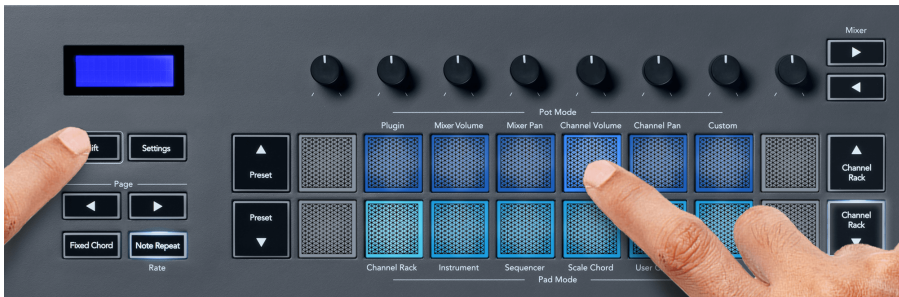 Mixer
Pot Mode
Plugin Mixer Volume Mixer Pan Channel Volume Channel Pan Custom
Settings
Preset
Channel
Rack
Page
Preset
Channel
Rack
Fixed Chord Note Repeat
Rate
Channel Rack Instrument Sequencer Scale Chord
Pad Mode